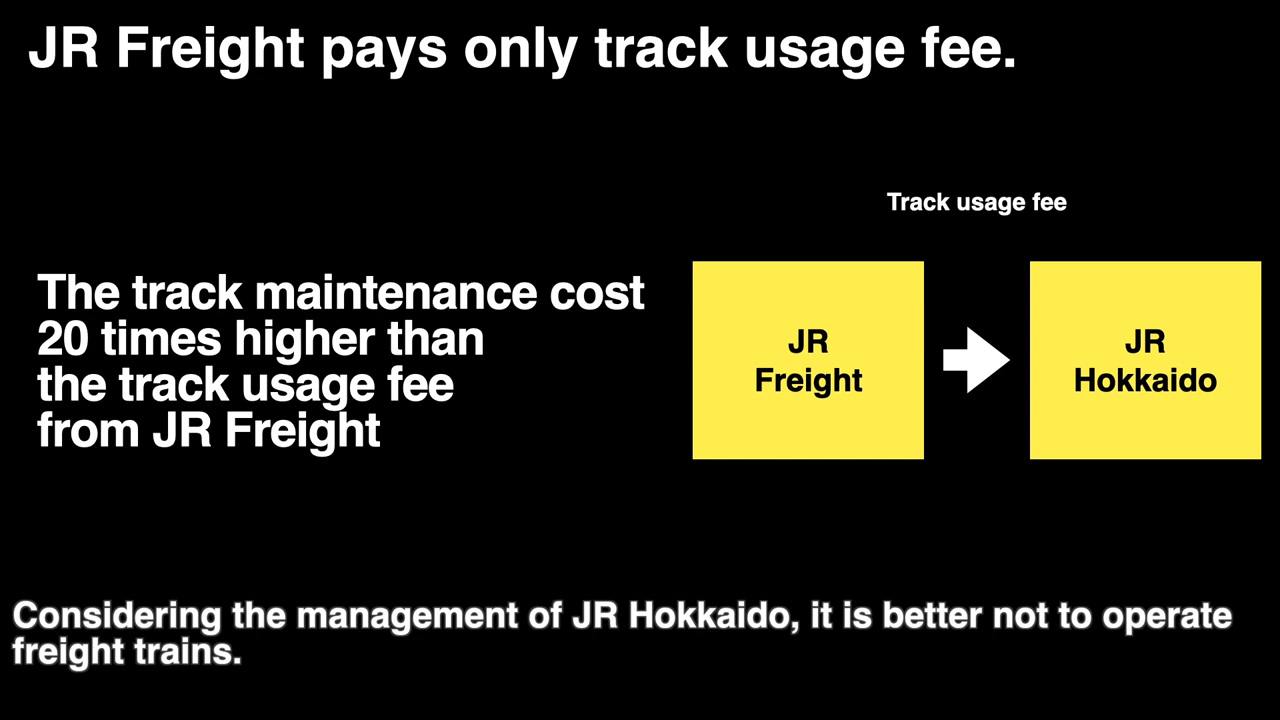 JR Freight pays only track usage fee.
Track usage fee
The track maintenance cost
20 times higher than
the track usage fee
from JR Freight
JR
Freight
JR
Hokkaido
Considering the management of JR Hokkaido, it is better not to operate
freight trains.